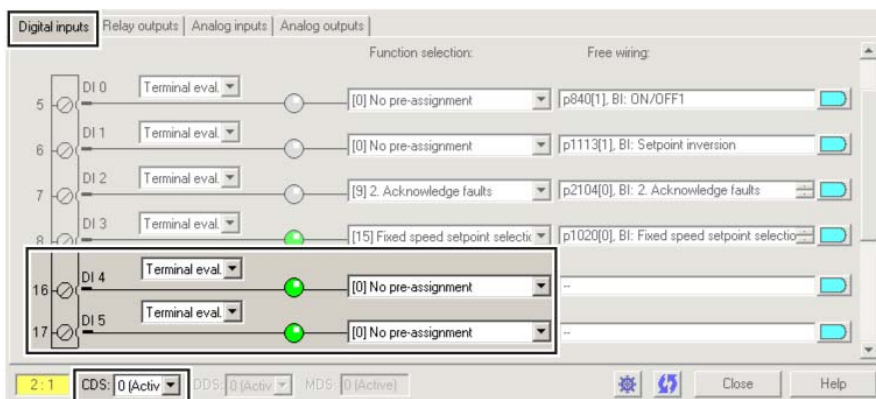 Digital inputs Relay outputs Analog inputs Analog outputs
Function selection: Free wiring:
DI 0 Terminal eval.
5 [0] No pre-assignment p840[1], BI: ON/OFF1
DI 1 Terminal eval.
6 [0] No pre-assignment p1113[1], BI: Setpoint inversion
DI 2 Terminal eval.
7 [9] 2. Acknowledge faults p2104[0], BI: 2. Acknowledge faults
DI 3 Terminal eval.
8 [15] Fixed speed setpoint selectic p1020[0], BI: Fixed speed setpoint selectio
DI 4 Terminal eval.
16 [0] No pre-assignment --
DI 5 Terminal eval.
17 [0] No pre-assignment --
2 : 1 CDS: 0 (Activ DDS: 0 (Activ MDS: 0 (Active) Close Help